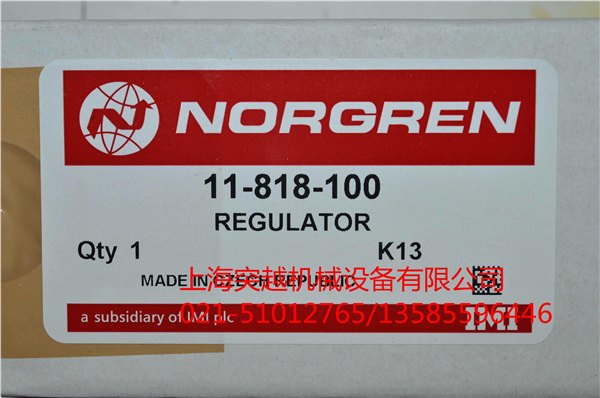 NORGREN
11-818-100
REGULATOR
Qty 1 K13
MADE IN CZECH REPUBLIC
上海突越机械设备有限公司
a subsidiary of IMI plc IMI
021-51012765/13585596446